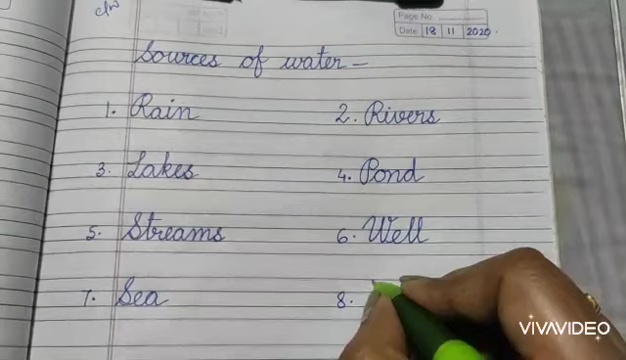 c/w
Page No.
Date 18 11 2020.
Sources of water –
1. Rain 2. Rivers
3. Lakes 4. Pond
5. Streams 6. Well
7. Sea 8.
VIVAVIDEO